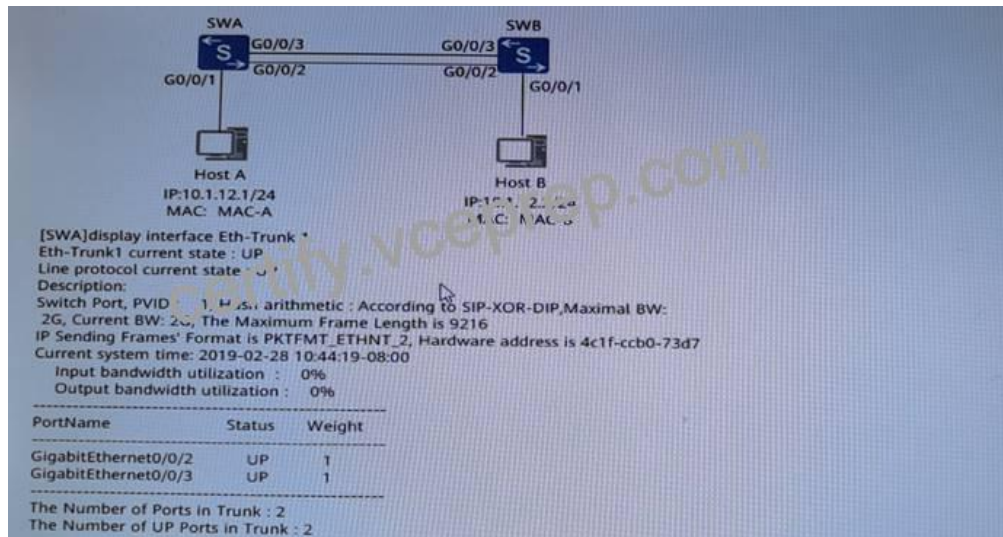 SWA
SWB
G0/0/3
G0/0/3
G0/0/2
G0/0/2
G0/0/1
G0/0/1
Host A
Host B
IP:10.1.12.1/24
MAC: MAC-A
certify.vceprep.com
[SWA]display interface Eth-Trunk
Eth-Trunk1 current state : UP
Line protocol current state :
Description:
Switch Port, PVID 1, Hash arithmetic : According to SIP-XOR-DIP,Maximal BW:
2G, Current BW: 2G, The Maximum Frame Length is 9216
IP Sending Frames' Format is PKTFMT_ETHNT_2, Hardware address is 4c1f-ccb0-73d7
Current system time: 2019-02-28 10:44:19-08:00
Input bandwidth utilization : 0%
Output bandwidth utilization : 0%
PortName Status Weight
GigabitEthernet0/0/2 UP 1
GigabitEthernet0/0/3 UP 1
The Number of Ports in Trunk : 2
The Number of UP Ports in Trunk : 2